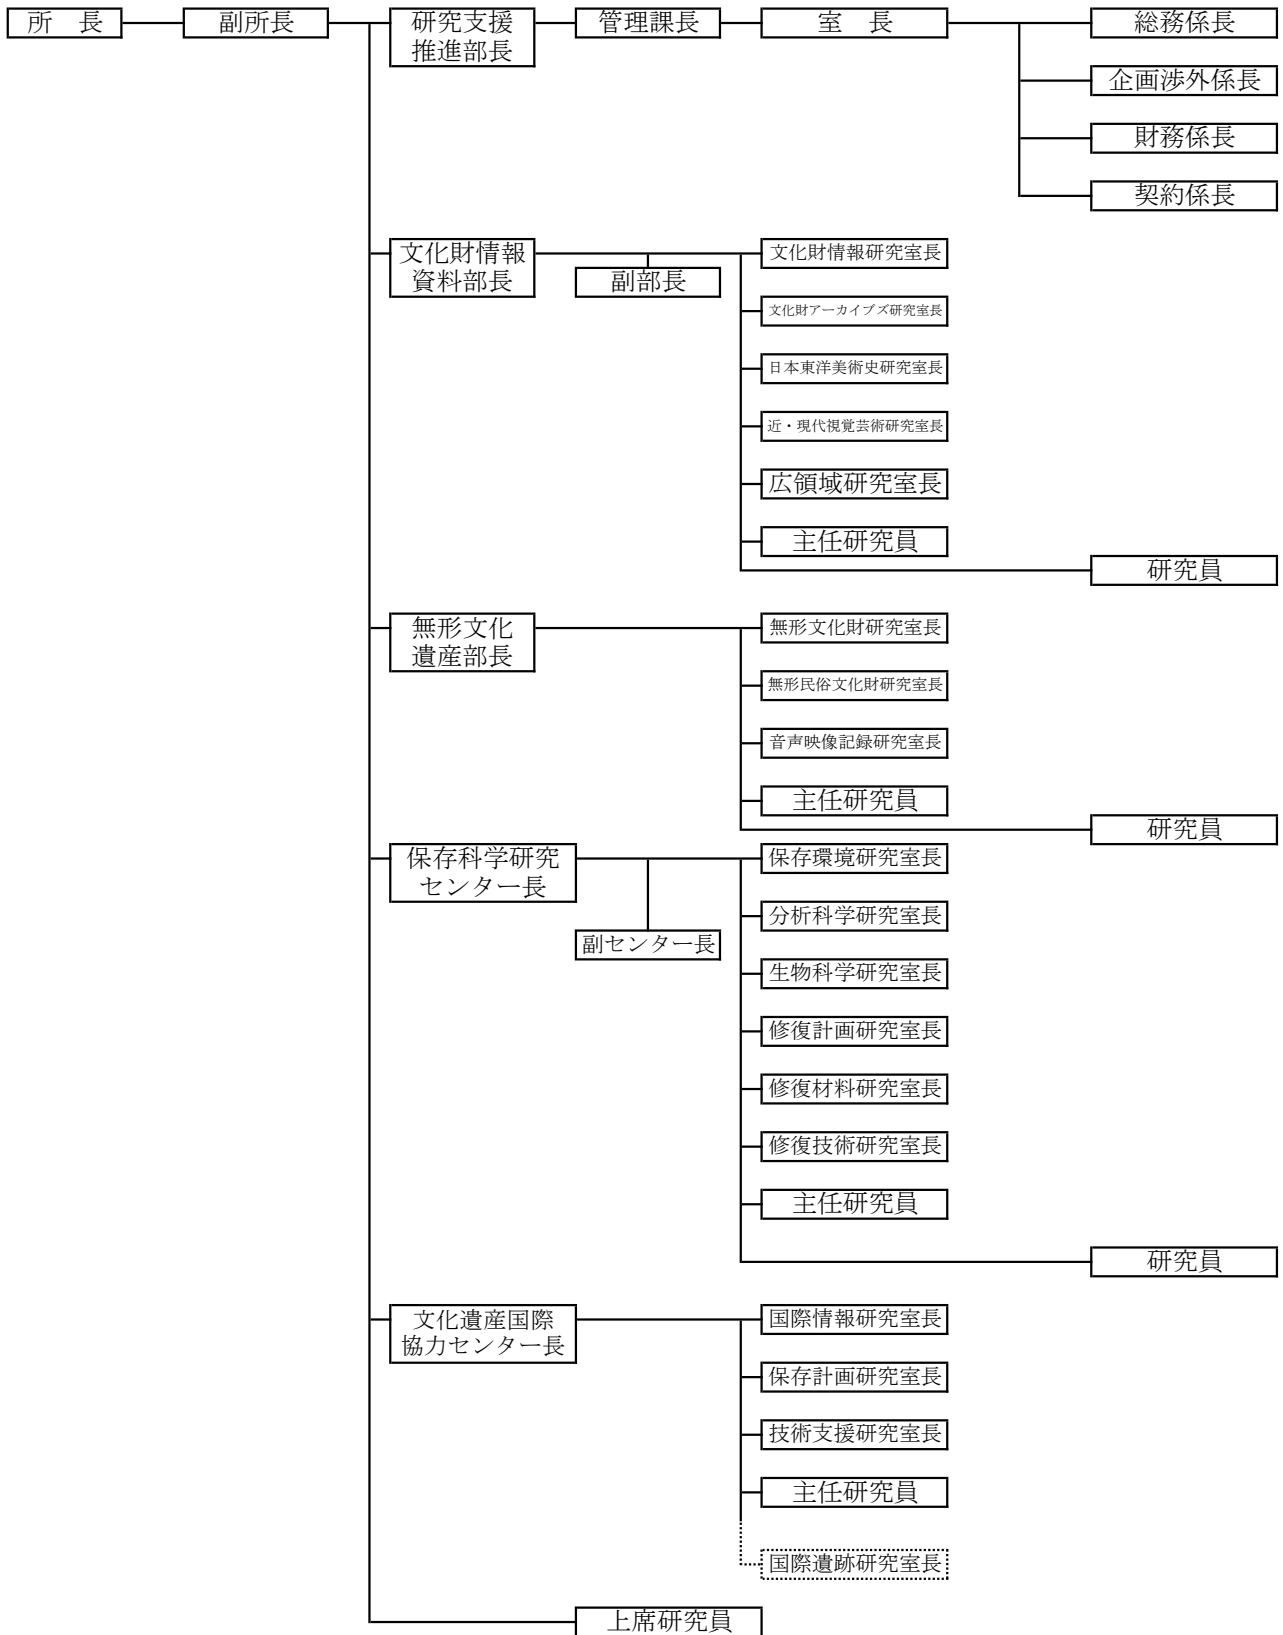 所　長
副所長
研究支援
推進部長
管理課長
室　長
総務係長
企画渉外係長
財務係長
契約係長
文化財情報
資料部長
副部長
文化財情報研究室長
文化財アーカイブズ研究室長
日本東洋美術史研究室長
近・現代視覚芸術研究室長
広領域研究室長
主任研究員
研究員
無形文化
遺産部長
無形文化財研究室長
無形民俗文化財研究室長
音声映像記録研究室長
主任研究員
研究員
保存科学研究
センター長
副センター長
保存環境研究室長
分析科学研究室長
生物科学研究室長
修復計画研究室長
修復材料研究室長
修復技術研究室長
主任研究員
研究員
文化遺産国際
協力センター長
国際情報研究室長
保存計画研究室長
技術支援研究室長
主任研究員
国際遺跡研究室長
上席研究員